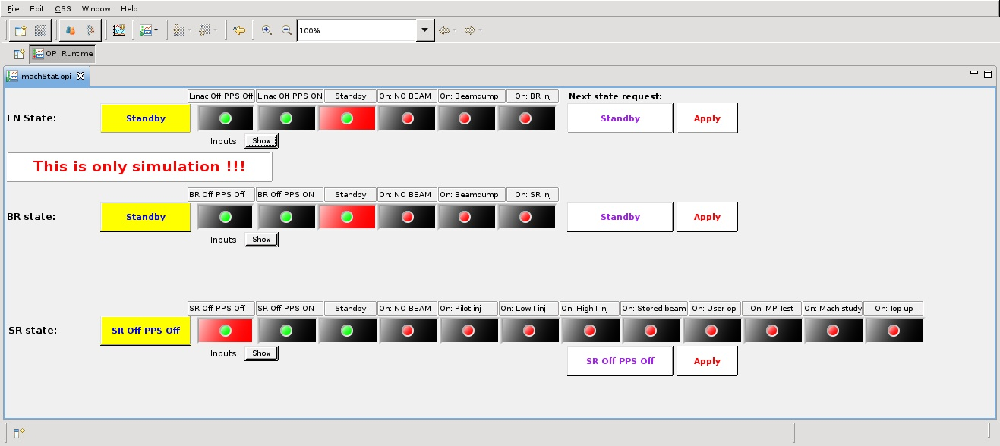 File Edit CSS Window Help
100%
OPI Runtime
machStat.opi
Linac Off PPS Off Linac Off PPS ON Standby On: NO BEAM On: Beamdump On: BR inj Next state request:
LN State: Standby Standby Apply
Inputs: Show
This is only simulation !!!
BR Off PPS Off BR Off PPS ON Standby On: NO BEAM On: Beamdump On: SR inj
BR state: Standby Standby Apply
Inputs: Show
SR Off PPS Off SR Off PPS ON Standby On: NO BEAM On: Pilot inj On: Low I inj On: High I inj On: Stored beam On: User op. On: MP Test On: Mach study On: Top up
SR state: SR Off PPS Off
Inputs: Show
SR Off PPS Off Apply